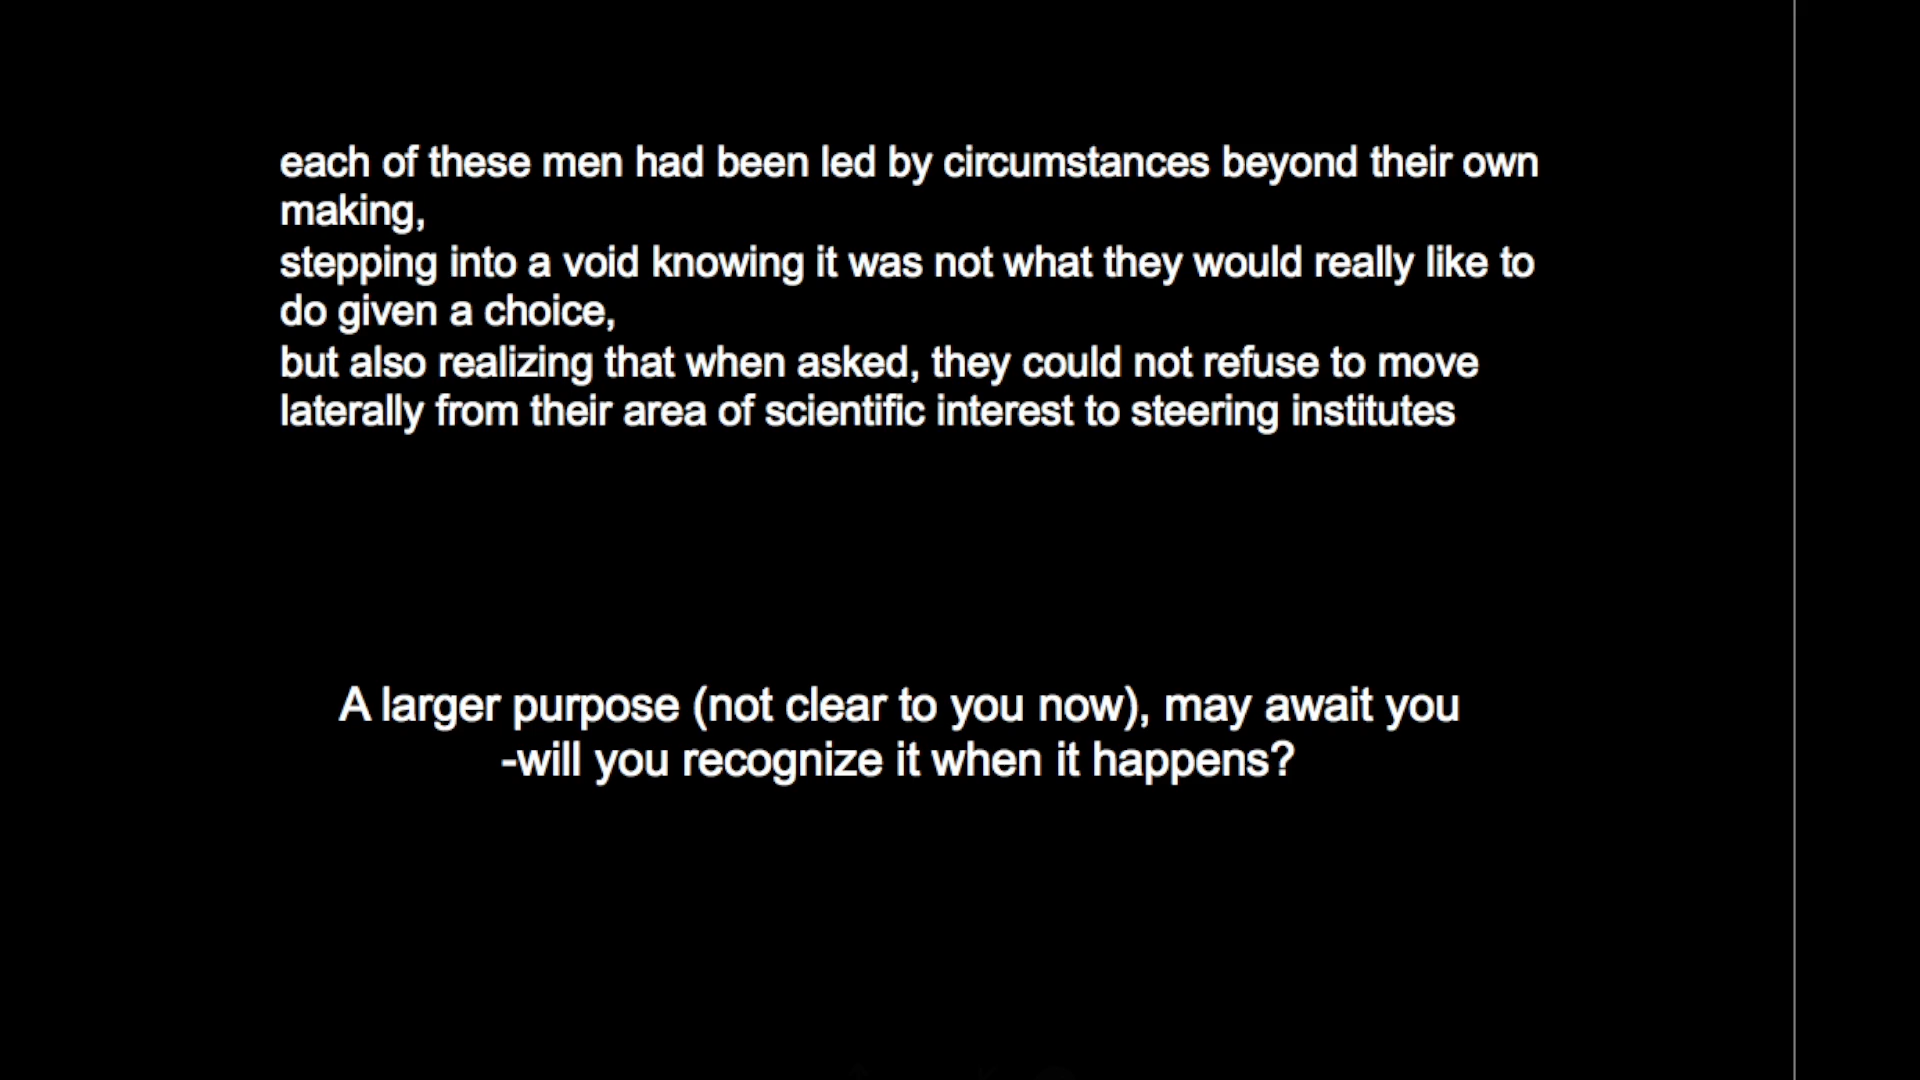 each of these men had been led by circumstances beyond their own
making,
stepping into a void knowing it was not what they would really like to
do given a choice,
but also realizing that when asked, they could not refuse to move
laterally from their area of scientific interest to steering institutes
A larger purpose (not clear to you now), may await you
-will you recognize it when it happens?